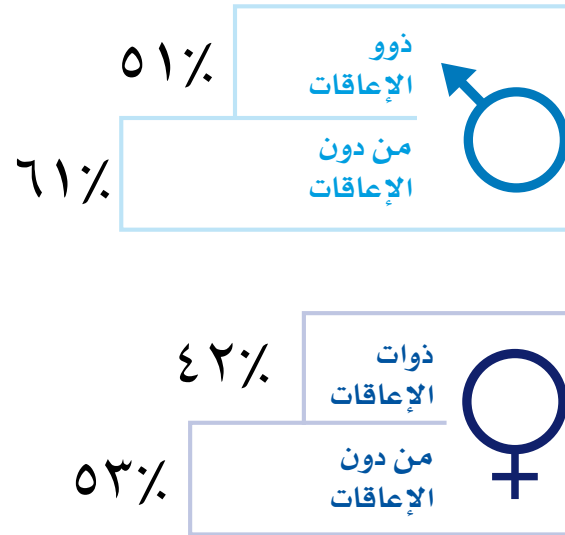 ذوو
الإعاقات
٥١٪
من دون
الإعاقات
٦١٪
ذوات
الإعاقات
٤٢٪
من دون
الإعاقات
٥٣٪